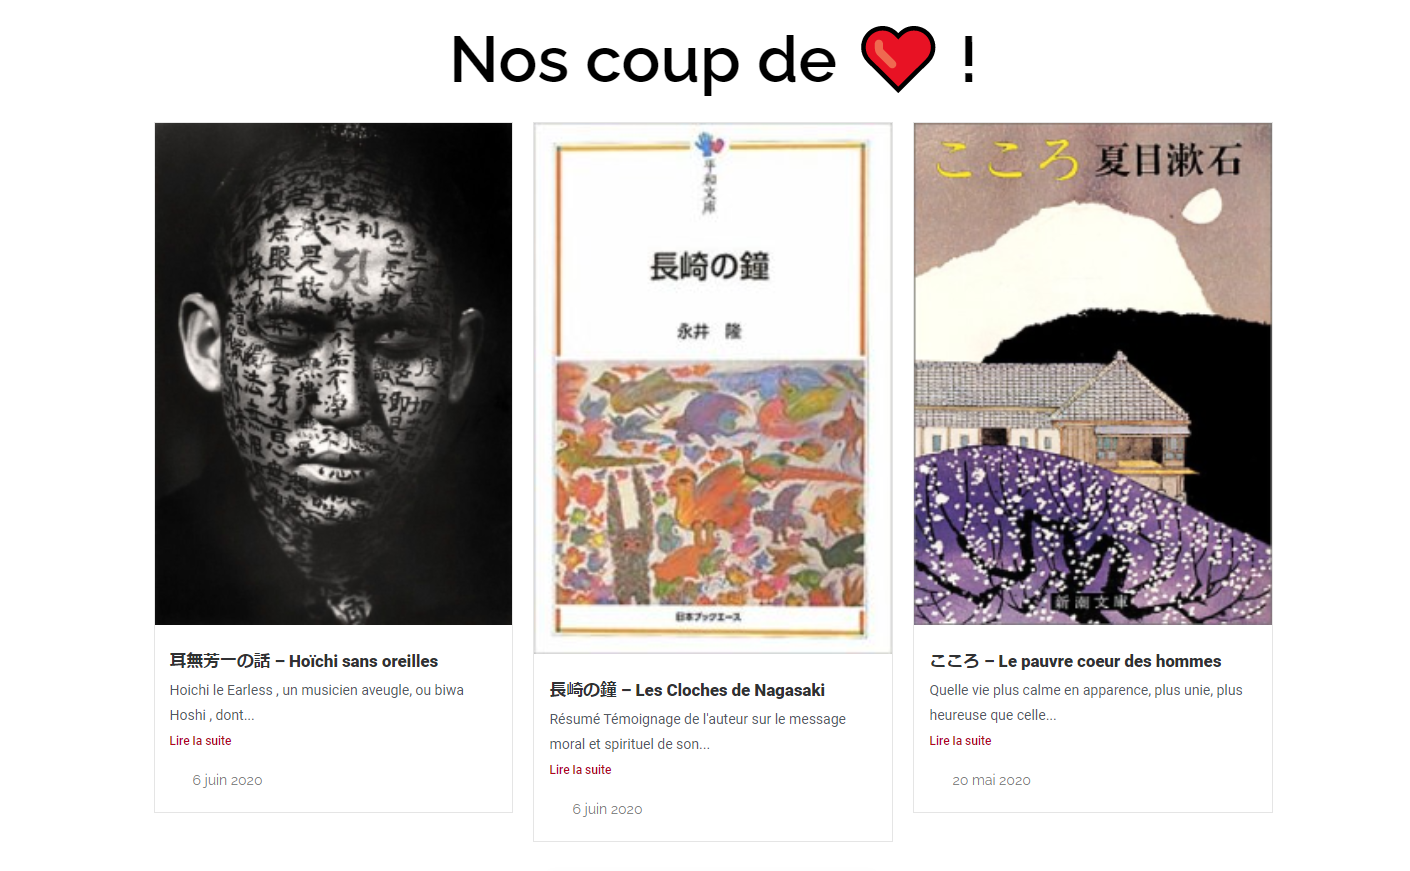 Nos coup de ❤ !
平和文庫
長崎の鐘
永井 隆
日本ブックエース
こころ 夏目漱石
新潮文庫
耳無芳一の話 – Hoïchi sans oreilles
Hoichi le Earless , un musicien aveugle, ou biwa
Hoshi , dont...
Lire la suite
6 juin 2020
長崎の鐘 – Les Cloches de Nagasaki
Résumé Témoignage de l'auteur sur le message
moral et spirituel de son...
Lire la suite
6 juin 2020
こころ – Le pauvre coeur des hommes
Quelle vie plus calme en apparence, plus unie, plus
heureuse que celle...
Lire la suite
20 mai 2020